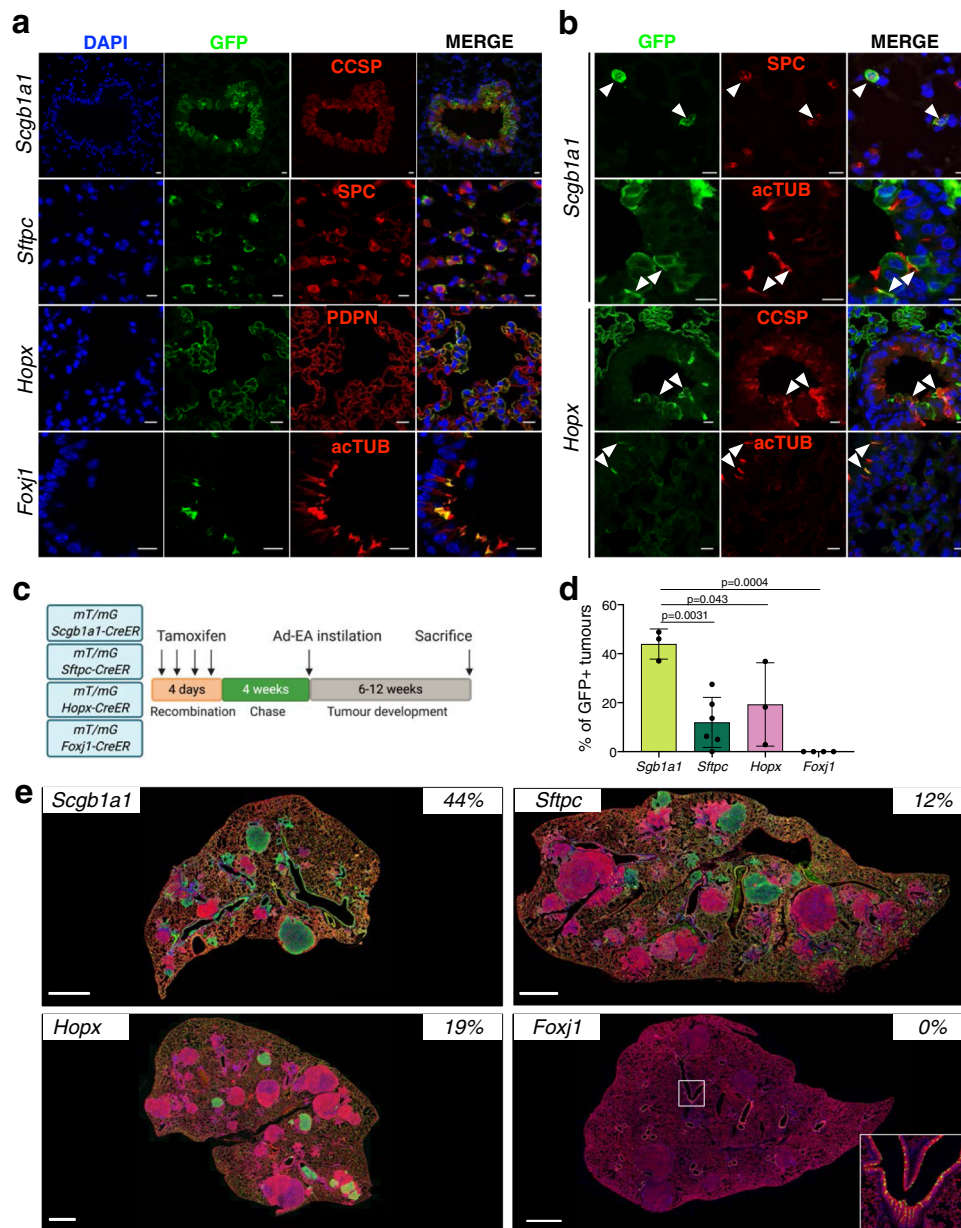 a
DAPI GFP MERGE
Scgb1a1 CCSP
Sftpc SPC
Hopx PDPN
Foxj1 acTUB
b
GFP MERGE
Scgb1a1 SPC
acTUB
Hopx CCSP
acTUB
c
mT/mG
Scgb1a1-CreER
mT/mG
Sftpc-CreER
mT/mG
Hopx-CreER
mT/mG
Foxj1-CreER
Tamoxifen Ad-EA instilation Sacrifice
4 days 4 weeks 6-12 weeks
Recombination Chase Tumour development
d
p=0.0004
p=0.043
p=0.0031
% of GFP+ tumours
60
40
20
0
Sgb1a1 Sftpc Hopx Foxj1
e
Scgb1a1 44%
Sftpc 12%
Hopx 19%
Foxj1 0%